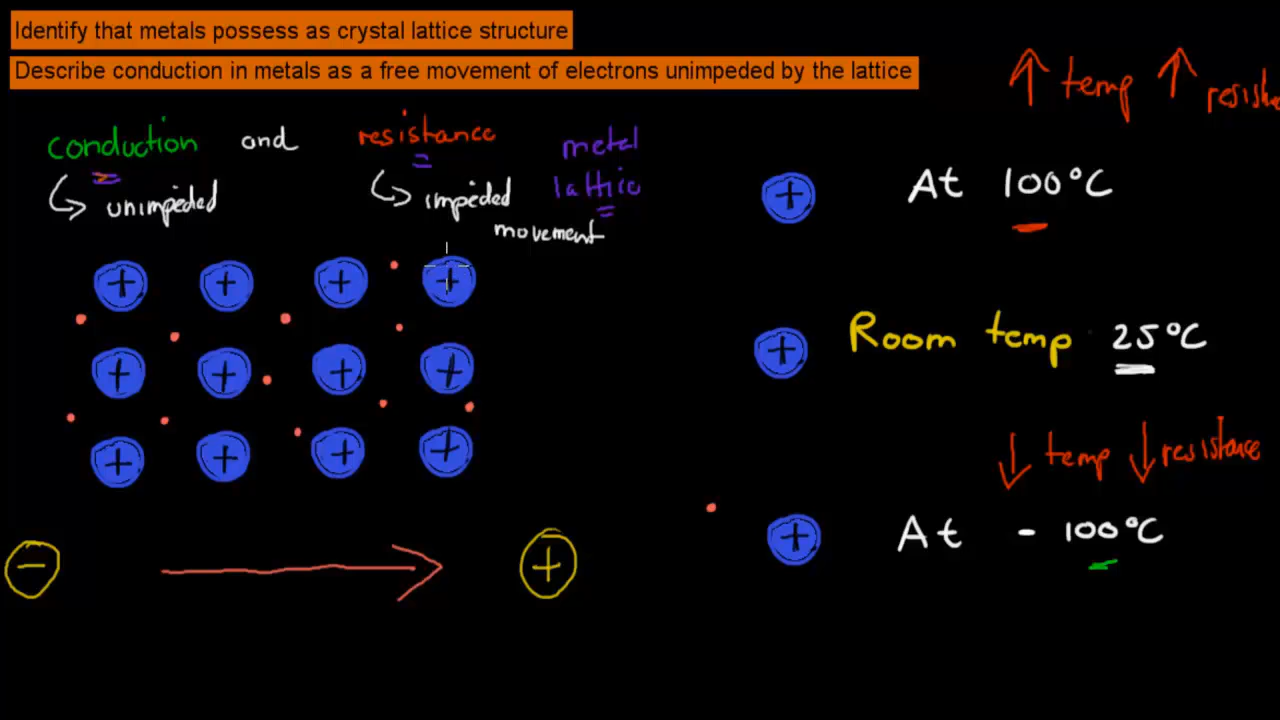 Identify that metals possess as crystal lattice structure
Describe conduction in metals as a free movement of electrons unimpeded by the lattice
↑ temp ↑ resista
conduction and resistance metal
lattic
unimpeded
impeded
movement
+ At 100°C
+ + + +
+ Room temp 25°C
+ + + +
+ + + +
↓ temp ↓ resistance
+ At - 100°C
- +